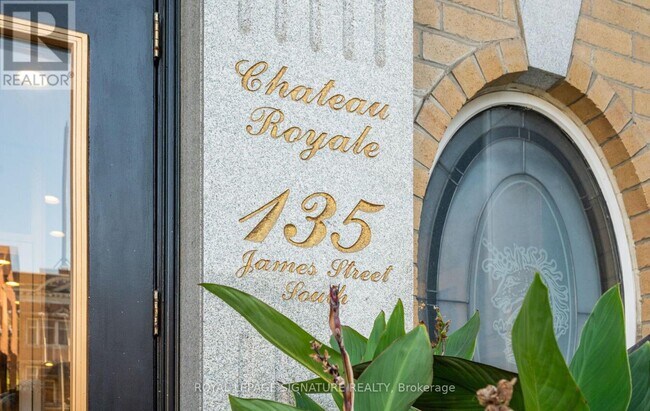 R
REALTOR®
Chateau
Royale
135
James Street
South
ROYAL LEPAGE SIGNATURE REALTY, Brokerage